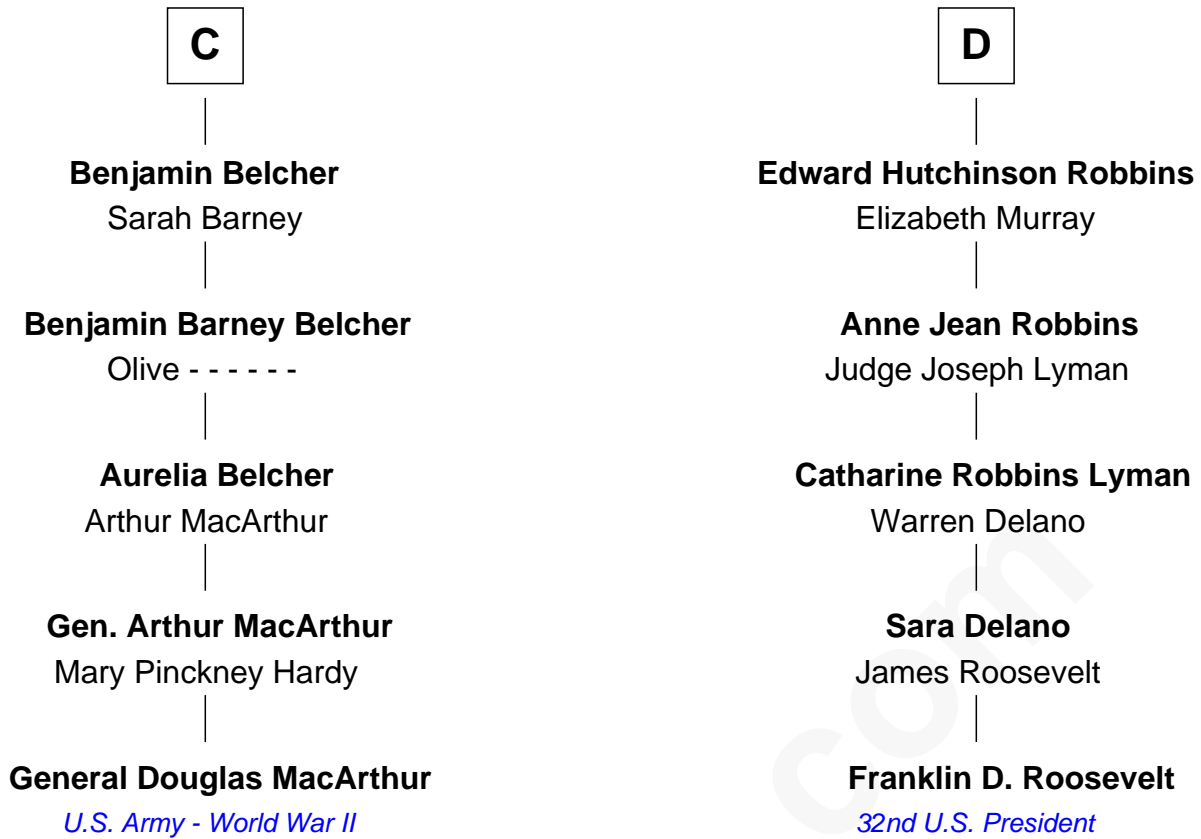 C
Benjamin Belcher
Sarah Barney
Benjamin Barney Belcher
Olive - - - - - -
Aurelia Belcher
Arthur MacArthur
Gen. Arthur MacArthur
Mary Pinckney Hardy
General Douglas MacArthur
U.S. Army - World War II
D
Edward Hutchinson Robbins
Elizabeth Murray
Anne Jean Robbins
Judge Joseph Lyman
Catharine Robbins Lyman
Warren Delano
Sara Delano
James Roosevelt
Franklin D. Roosevelt
32nd U.S. President
com